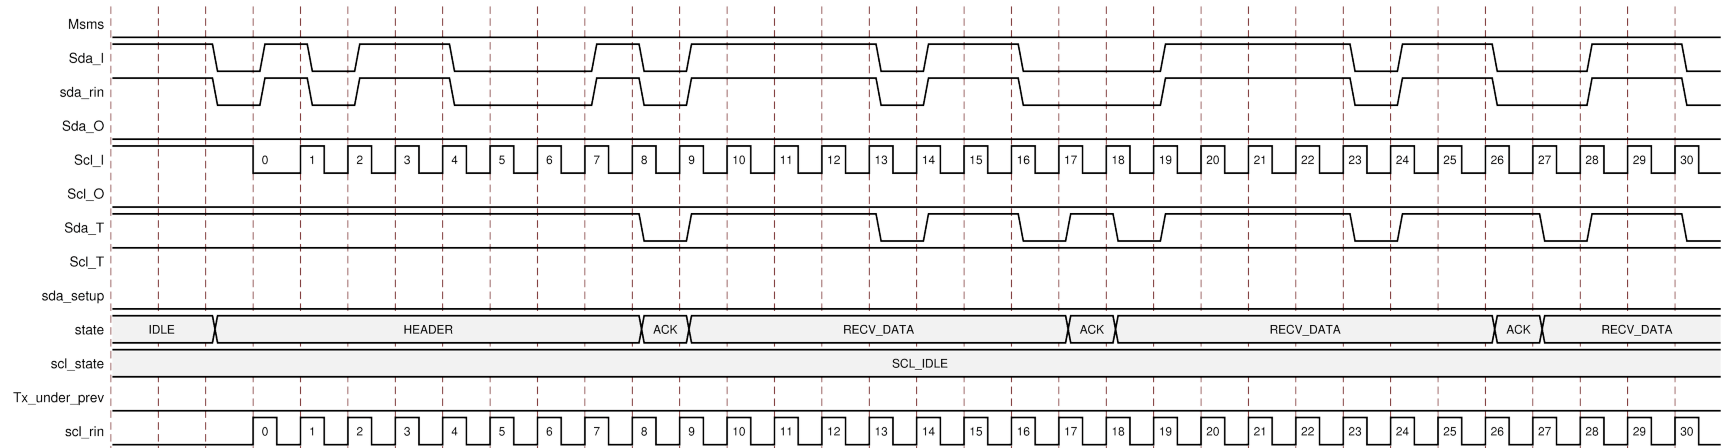 Msms
Sda_I
sda_rin
Sda_O
Scl_I 0 1 2 3 4 5 6 7 8 9 10 11 12 13 14 15 16 17 18 19 20 21 22 23 24 25 26 27 28 29 30
Scl_O
Sda_T
Scl_T
sda_setup
state IDLE HEADER ACK RECV_DATA ACK RECV_DATA ACK RECV_DATA
scl_state SCL_IDLE
Tx_under_prev
scl_rin 0 1 2 3 4 5 6 7 8 9 10 11 12 13 14 15 16 17 18 19 20 21 22 23 24 25 26 27 28 29 30